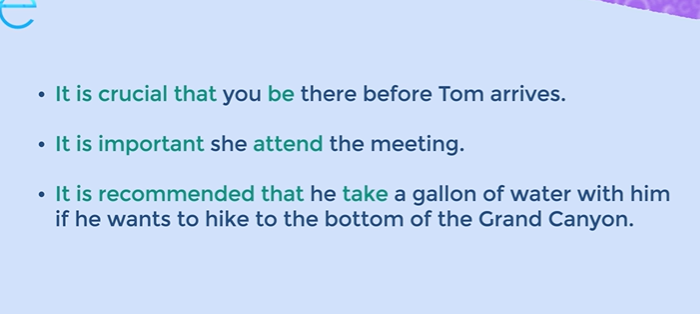 • It is crucial that you be there before Tom arrives.
• It is important she attend the meeting.
• It is recommended that he take a gallon of water with him
if he wants to hike to the bottom of the Grand Canyon.